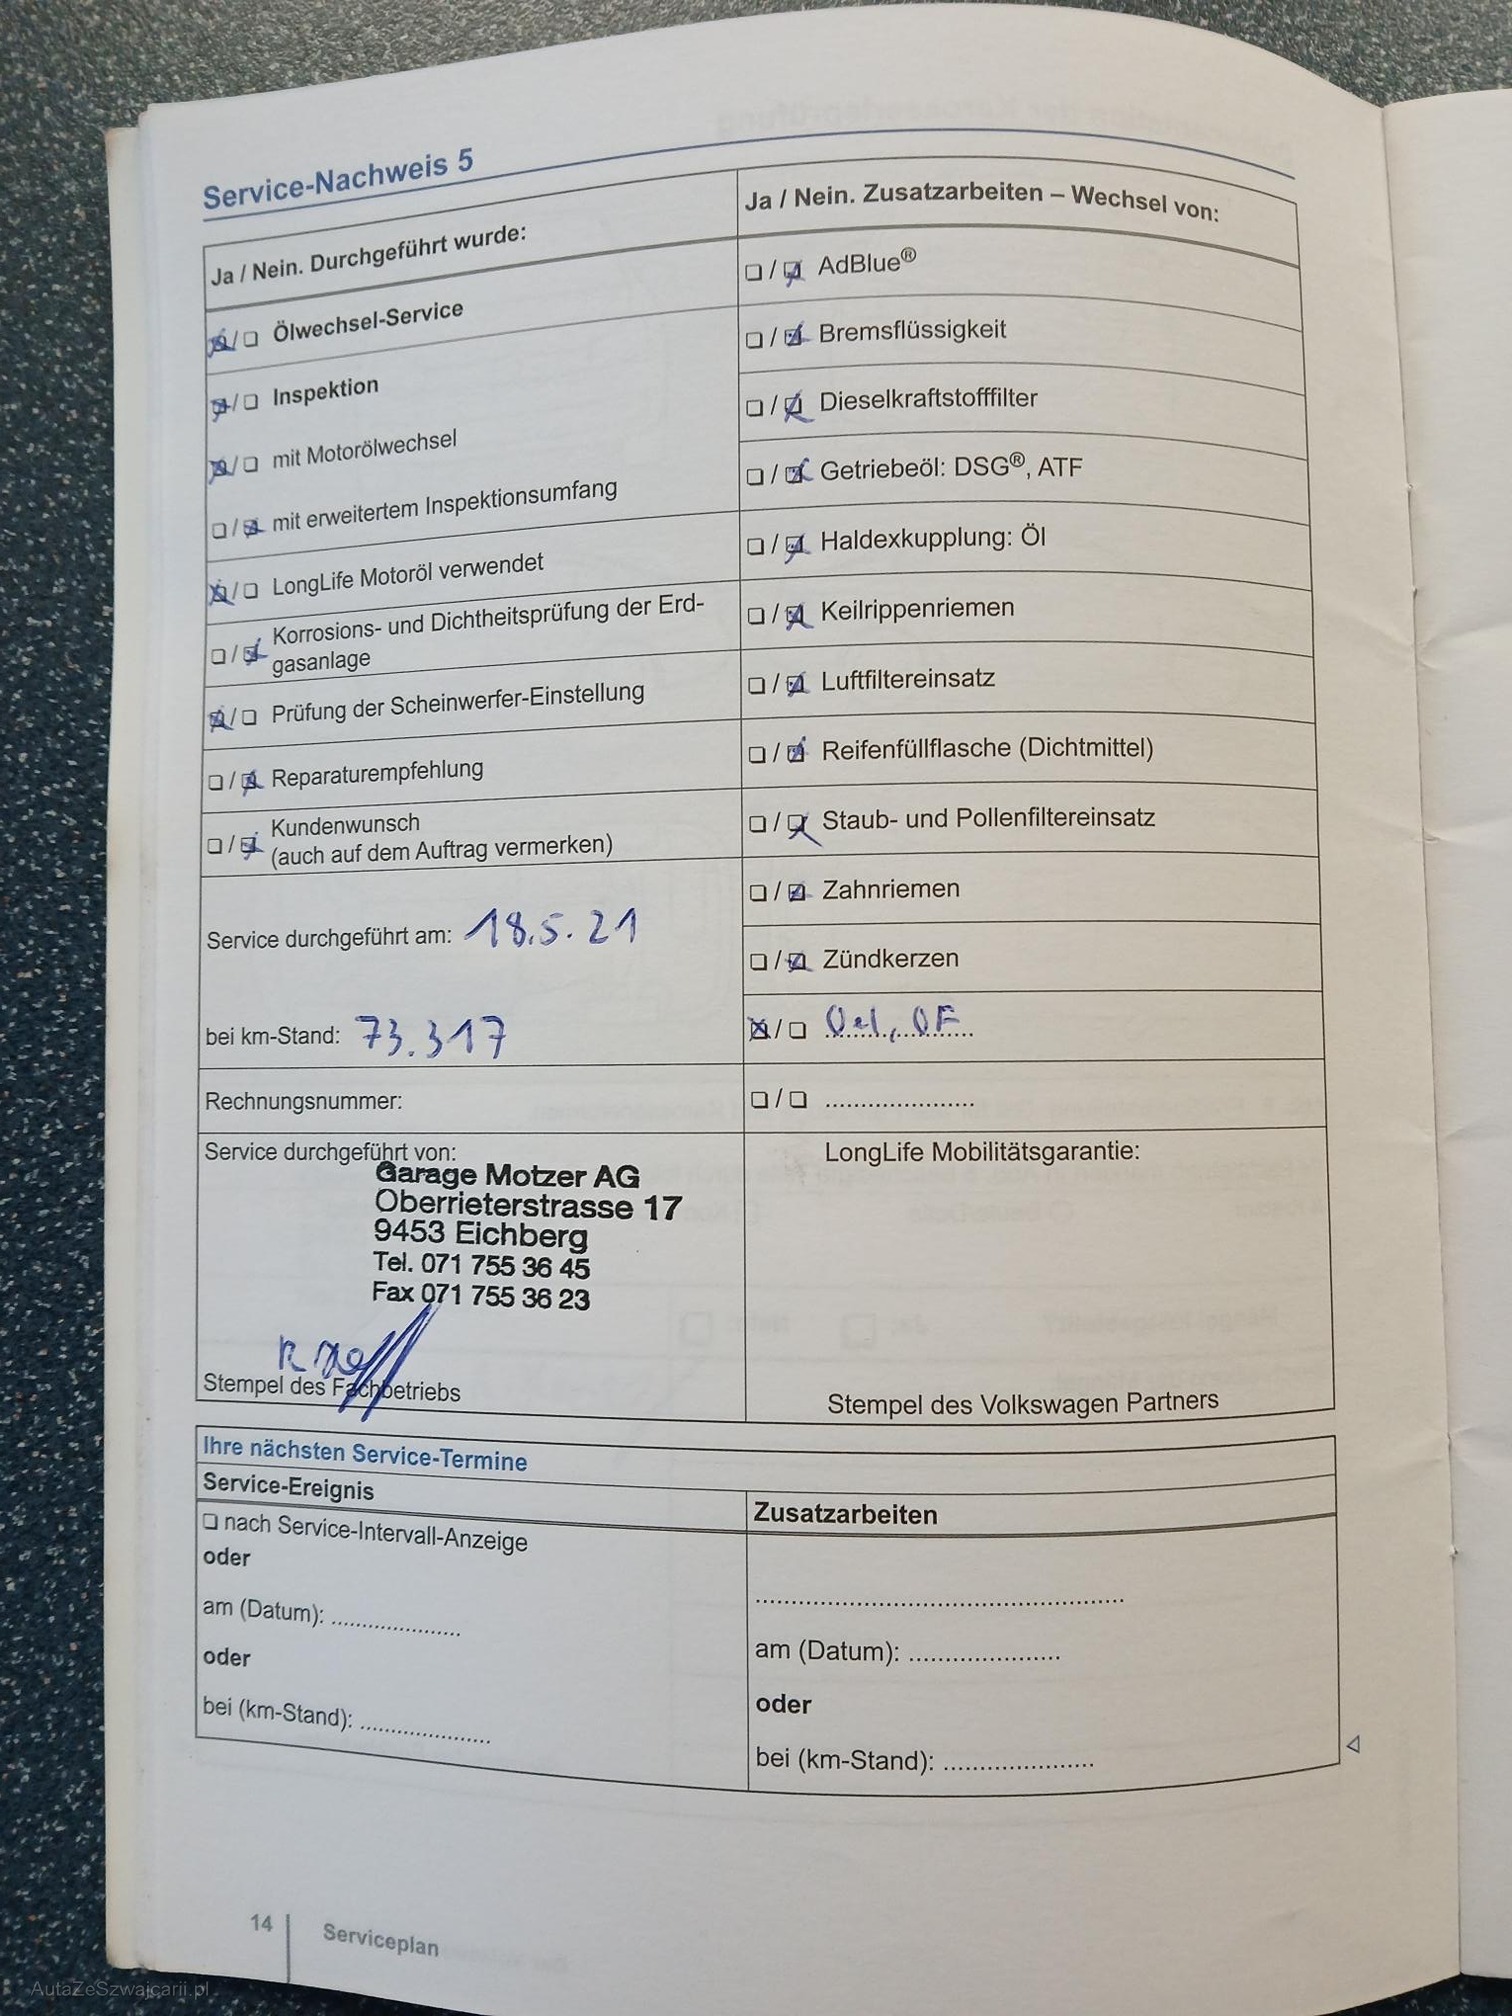 Service-Nachweis 5
Ja / Nein. Durchgeführt wurde:
☒/❏ Ölwechsel-Service
☒/❏ Inspektion
☒/❏ mit Motorölwechsel
❏/☒ mit erweitertem Inspektionsumfang
☒/❏ LongLife Motoröl verwendet
❏/☒ Korrosions- und Dichtheitsprüfung der Erd-
gasanlage
☒/❏ Prüfung der Scheinwerfer-Einstellung
❏/☒ Reparaturempfehlung
❏/☒ Kundenwunsch
(auch auf dem Auftrag vermerken)
Service durchgeführt am: 18.5.21
bei km-Stand: 73.317
Rechnungsnummer:
Service durchgeführt von:
Garage Motzer AG
Oberrieterstrasse 17
9453 Eichberg
Tel. 071 755 36 45
Fax 071 755 36 23
Stempel des Fachbetriebs
Ja / Nein. Zusatzarbeiten – Wechsel von:
❏/☒ AdBlue®
❏/☒ Bremsflüssigkeit
❏/☒ Dieselkraftstofffilter
❏/☒ Getriebeöl: DSG®, ATF
❏/☒ Haldexkupplung: Öl
❏/☒ Keilrippenriemen
❏/☒ Luftfiltereinsatz
❏/☒ Reifenfüllflasche (Dichtmittel)
❏/☒ Staub- und Pollenfiltereinsatz
❏/☒ Zahnriemen
❏/☒ Zündkerzen
☒/❏ Oel, OF
❏/❏ .....................
LongLife Mobilitätsgarantie:
Stempel des Volkswagen Partners
Ihre nächsten Service-Termine
Service-Ereignis
❏ nach Service-Intervall-Anzeige
oder
am (Datum): .....................
oder
bei (km-Stand): .....................
Zusatzarbeiten
...................................................
am (Datum): .....................
oder
bei (km-Stand): .....................
14
Serviceplan
AutaZeSzwajcarii.pl